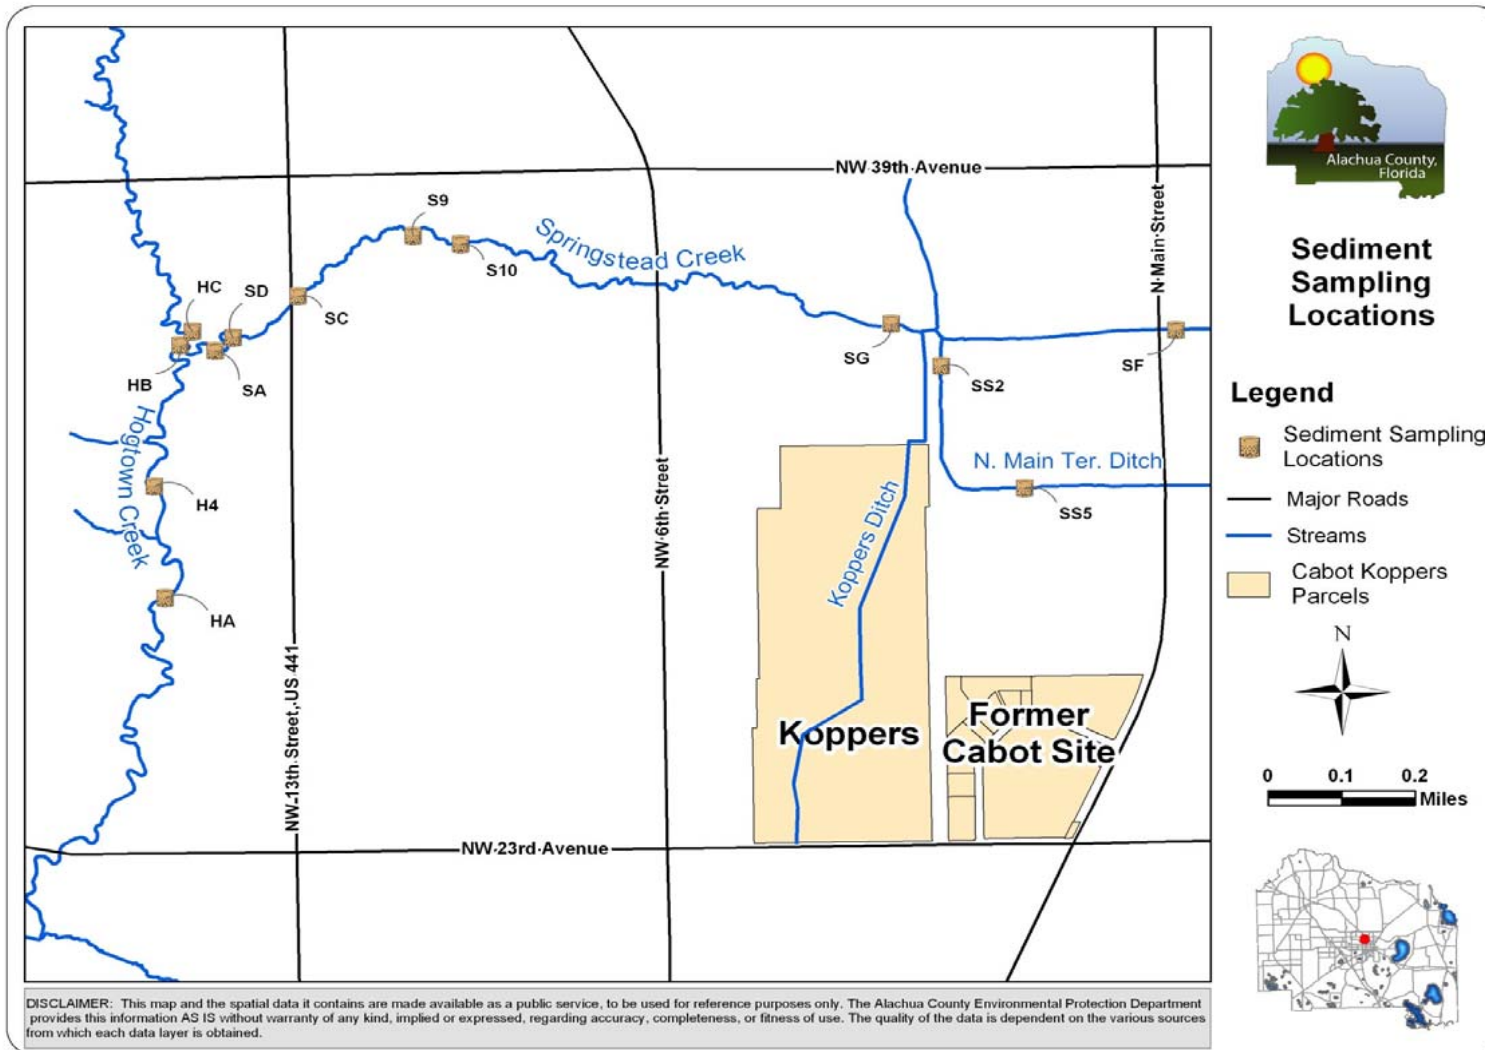 NW 39th Avenue
N Main Street
Alachua County,
Florida
S9
Springstead Creek
S10
Sediment
Sampling
Locations
HC
SD
SC
SG
SF
HB
SA
SS2
Legend
Sediment Sampling
Locations
Hogtown Creek
N. Main Ter. Ditch
Major Roads
H4
SS5
Koppers Ditch
NW 6th Street
Streams
Cabot Koppers
Parcels
HA
N
NW 13th Street, US 441
Koppers
Former
Cabot Site
0 0.1 0.2
Miles
NW 23rd Avenue
DISCLAIMER: This map and the spatial data it contains are made available as a public service, to be used for reference purposes only. The Alachua County Environmental Protection Department
provides this information AS IS without warranty of any kind, implied or expressed, regarding accuracy, completeness, or fitness of use. The quality of the data is dependent on the various sources
from which each data layer is obtained.